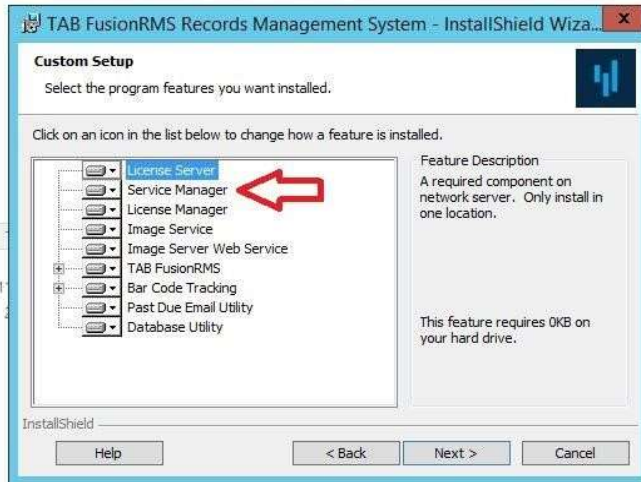 TAB FusionRMS Records Management System - InstallShield Wiza...
Custom Setup
Select the program features you want installed.
Click on an icon in the list below to change how a feature is installed.
License Server
Service Manager
License Manager
Image Service
Image Server Web Service
TAB FusionRMS
Bar Code Tracking
Past Due Email Utility
Database Utility
Feature Description
A required component on
network server. Only install in
one location.
This feature requires 0KB on
your hard drive.
InstallShield
Help
< Back
Next >
Cancel